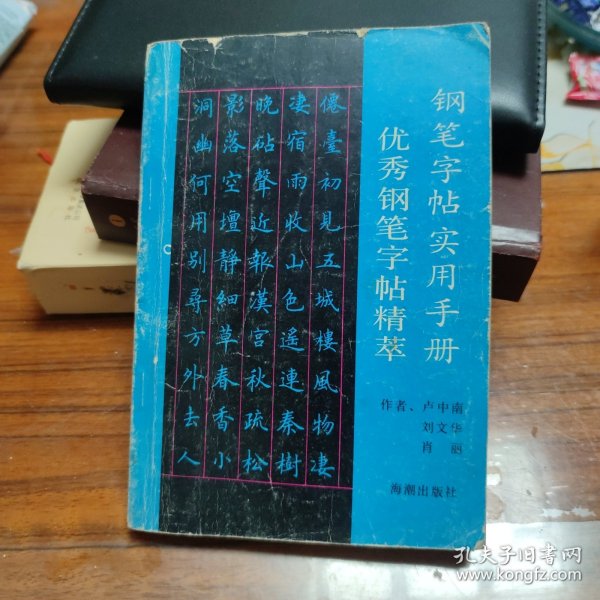 钢笔字帖实用手册
优秀钢笔字帖精萃
作者、卢中南
刘文华
肖丽
海潮出版社
僊臺初見五城樓風物凄
凄宿雨收山色遥連秦樹
晚砧聲近報漢宮秋疏松
影落空壇靜細草春香小
洞幽何用别尋方外去人
孔夫子旧书网
www.kongfz.com